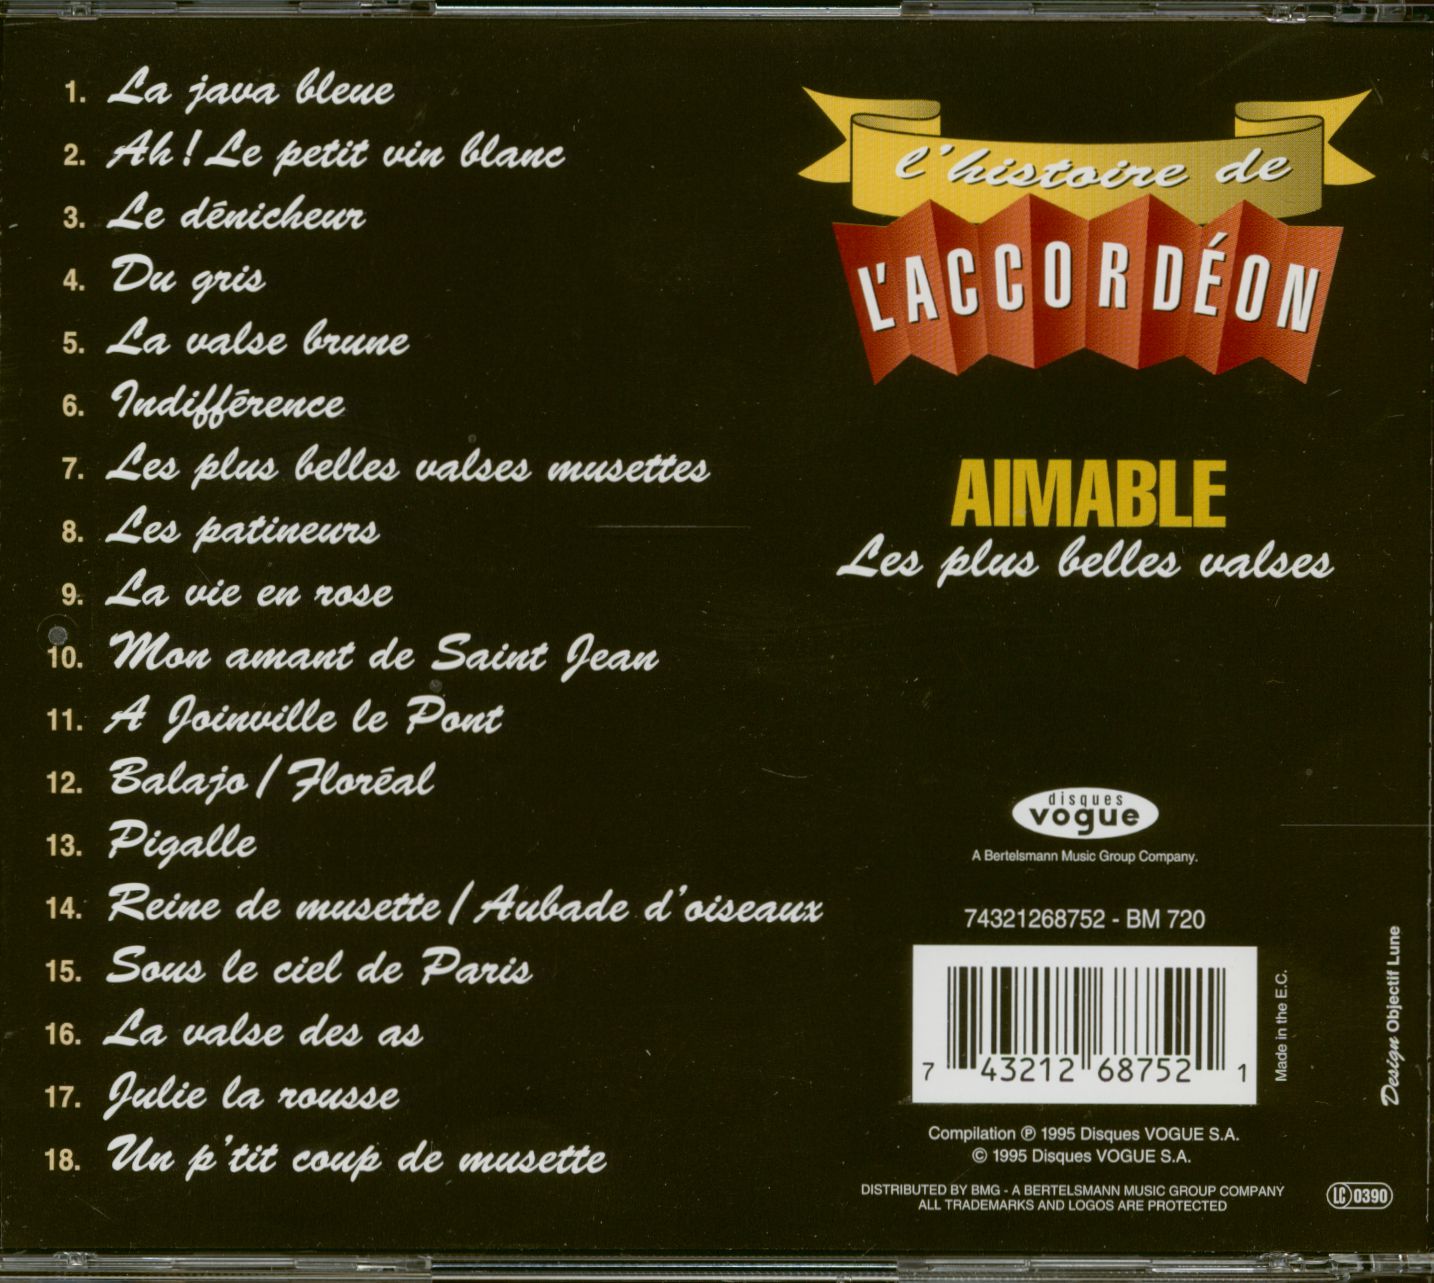 1. La java bleue
2. Ah! Le petit vin blanc
3. Le dénicheur
4. Du gris
5. La valse brune
6. Indifférence
7. Les plus belles valses musettes
8. Les patineurs
9. La vie en rose
10. Mon amant de Saint Jean
11. A Joinville le Pont
12. Balajo / Floréal
13. Pigalle
14. Reine de musette / Aubade d'oiseaux
15. Sous le ciel de Paris
16. La valse des as
17. Julie la rousse
18. Un p'tit coup de musette
l'histoire de
L'ACCORDÉON
AIMABLE
Les plus belles valses
disques
vogue
A Bertelsmann Music Group Company.
74321268752 - BM 720
7 43212 68752 1
Made in the E.C.
Design Objectif Lune
Compilation ℗ 1995 Disques VOGUE S.A.
© 1995 Disques VOGUE S.A.
DISTRIBUTED BY BMG - A BERTELSMANN MUSIC GROUP COMPANY
ALL TRADEMARKS AND LOGOS ARE PROTECTED
LC 0390